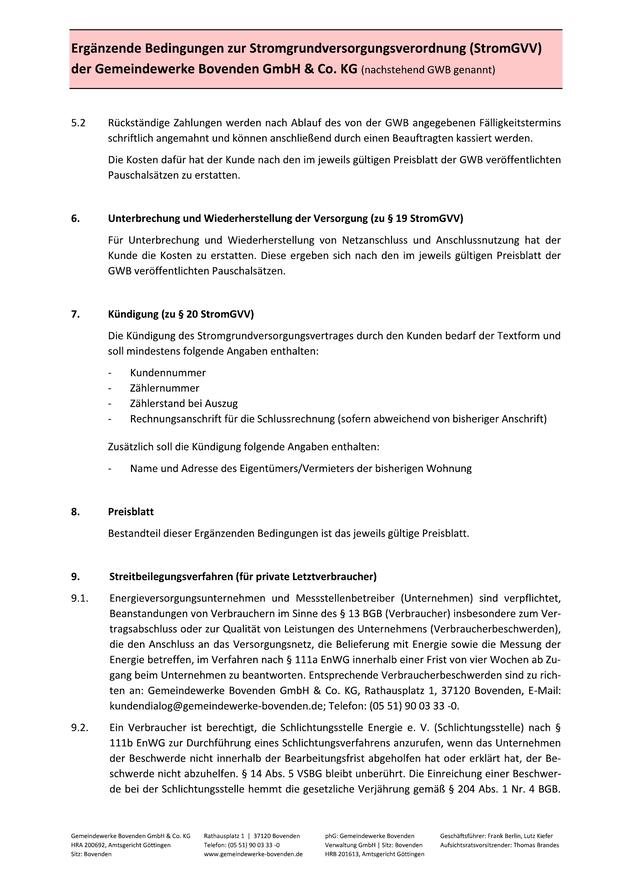 Ergänzende Bedingungen zur Stromgrundversorgungsverordnung (StromGVV)
der Gemeindewerke Bovenden GmbH & Co. KG (nachstehend GWB genannt)
5.2 Rückständige Zahlungen werden nach Ablauf des von der GWB angegebenen Fälligkeitstermins
schriftlich angemahnt und können anschließend durch einen Beauftragten kassiert werden.
Die Kosten dafür hat der Kunde nach den im jeweils gültigen Preisblatt der GWB veröffentlichten
Pauschalsätzen zu erstatten.
6. Unterbrechung und Wiederherstellung der Versorgung (zu § 19 StromGVV)
Für Unterbrechung und Wiederherstellung von Netzanschluss und Anschlussnutzung hat der
Kunde die Kosten zu erstatten. Diese ergeben sich nach den im jeweils gültigen Preisblatt der
GWB veröffentlichten Pauschalsätzen.
7. Kündigung (zu § 20 StromGVV)
Die Kündigung des Stromgrundversorgungsvertrages durch den Kunden bedarf der Textform und
soll mindestens folgende Angaben enthalten:
- Kundennummer
- Zählernummer
- Zählerstand bei Auszug
- Rechnungsanschrift für die Schlussrechnung (sofern abweichend von bisheriger Anschrift)
Zusätzlich soll die Kündigung folgende Angaben enthalten:
- Name und Adresse des Eigentümers/Vermieters der bisherigen Wohnung
8. Preisblatt
Bestandteil dieser Ergänzenden Bedingungen ist das jeweils gültige Preisblatt.
9. Streitbeilegungsverfahren (für private Letztverbraucher)
9.1. Energieversorgungsunternehmen und Messstellenbetreiber (Unternehmen) sind verpflichtet,
Beanstandungen von Verbrauchern im Sinne des § 13 BGB (Verbraucher) insbesondere zum Ver-
tragsabschluss oder zur Qualität von Leistungen des Unternehmens (Verbraucherbeschwerden),
die den Anschluss an das Versorgungsnetz, die Belieferung mit Energie sowie die Messung der
Energie betreffen, im Verfahren nach § 111a EnWG innerhalb einer Frist von vier Wochen ab Zu-
gang beim Unternehmen zu beantworten. Entsprechende Verbraucherbeschwerden sind zu rich-
ten an: Gemeindewerke Bovenden GmbH & Co. KG, Rathausplatz 1, 37120 Bovenden, E-Mail:
kundendialog@gemeindewerke-bovenden.de; Telefon: (05 51) 90 03 33 -0.
9.2. Ein Verbraucher ist berechtigt, die Schlichtungsstelle Energie e. V. (Schlichtungsstelle) nach §
111b EnWG zur Durchführung eines Schlichtungsverfahrens anzurufen, wenn das Unternehmen
der Beschwerde nicht innerhalb der Bearbeitungsfrist abgeholfen hat oder erklärt hat, der Be-
schwerde nicht abzuhelfen. § 14 Abs. 5 VSBG bleibt unberührt. Die Einreichung einer Beschwer-
de bei der Schlichtungsstelle hemmt die gesetzliche Verjährung gemäß § 204 Abs. 1 Nr. 4 BGB.
Gemeindewerke Bovenden GmbH & Co. KG
HRA 200692, Amtsgericht Göttingen
Sitz: Bovenden
Rathausplatz 1 | 37120 Bovenden
Telefon: (05 51) 90 03 33 -0
www.gemeindewerke-bovenden.de
phG: Gemeindewerke Bovenden
Verwaltung GmbH | Sitz: Bovenden
HRB 201613, Amtsgericht Göttingen
Geschäftsführer: Frank Berlin, Lutz Kiefer
Aufsichtsratsvorsitzender: Thomas Brandes